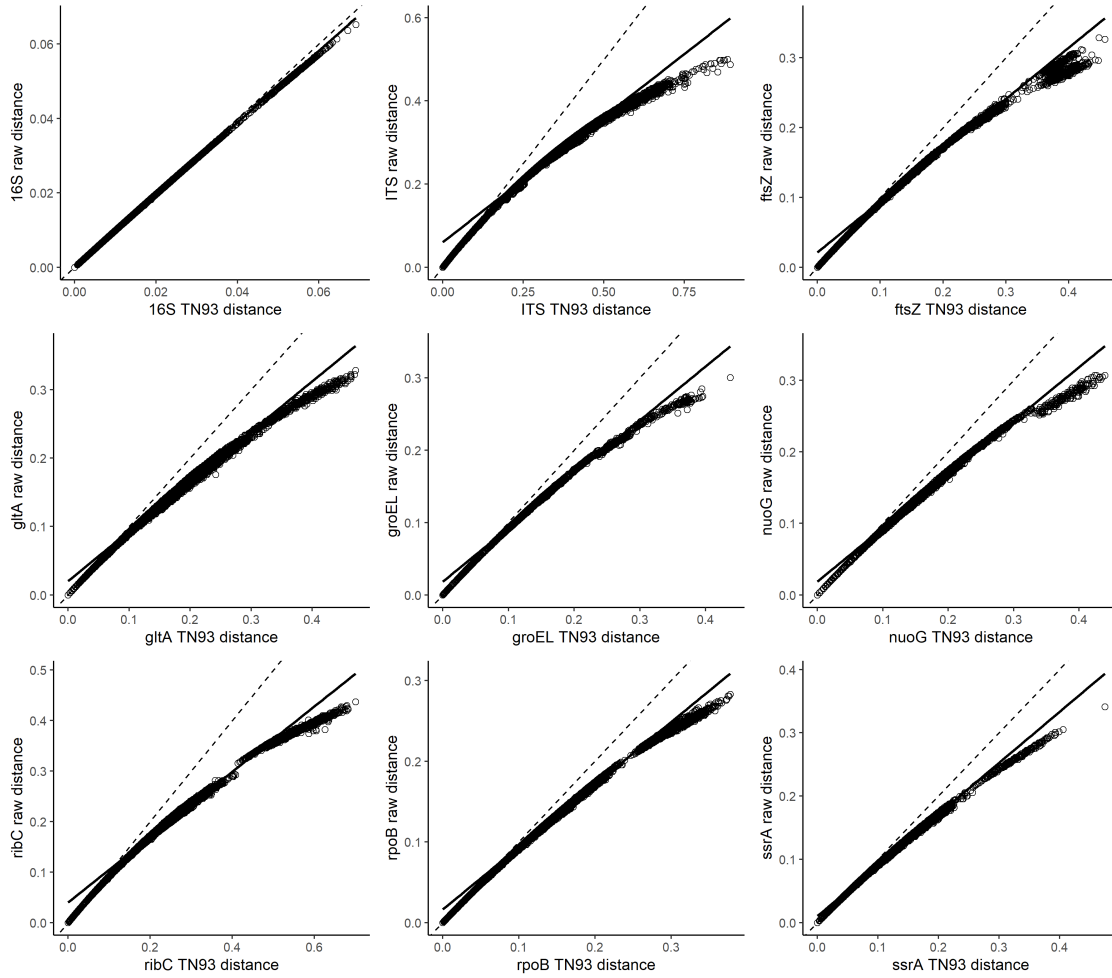 16S raw distance
0.06
0.04
0.02
0.00
0.00 0.02 0.04 0.06
16S TN93 distance
ITS raw distance
0.6
0.4
0.2
0.0
0.00 0.25 0.50 0.75
ITS TN93 distance
ftsZ raw distance
0.3
0.2
0.1
0.0
0.0 0.1 0.2 0.3 0.4
ftsZ TN93 distance
gltA raw distance
0.3
0.2
0.1
0.0
0.0 0.1 0.2 0.3 0.4
gltA TN93 distance
groEL raw distance
0.3
0.2
0.1
0.0
0.0 0.1 0.2 0.3 0.4
groEL TN93 distance
nuoG raw distance
0.3
0.2
0.1
0.0
0.0 0.1 0.2 0.3 0.4
nuoG TN93 distance
ribC raw distance
0.5
0.4
0.3
0.2
0.1
0.0
0.0 0.2 0.4 0.6
ribC TN93 distance
rpoB raw distance
0.3
0.2
0.1
0.0
0.0 0.1 0.2 0.3
rpoB TN93 distance
ssrA raw distance
0.4
0.3
0.2
0.1
0.0
0.0 0.1 0.2 0.3 0.4
ssrA TN93 distance